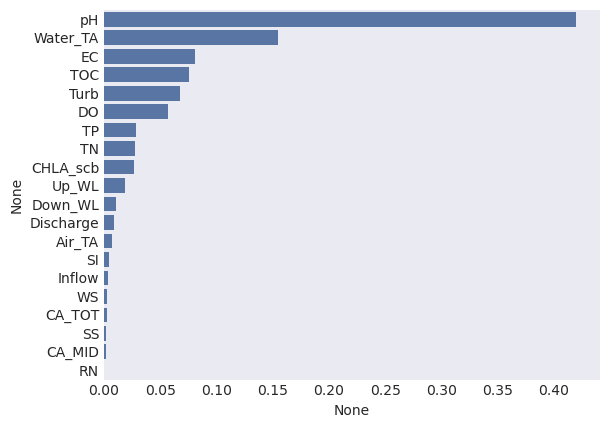 pH
Water_TA
EC
TOC
Turb
DO
TP
TN
CHLA_scb
Up_WL
Down_WL
Discharge
Air_TA
SI
Inflow
WS
CA_TOT
SS
CA_MID
RN
None
0.00 0.05 0.10 0.15 0.20 0.25 0.30 0.35 0.40
None